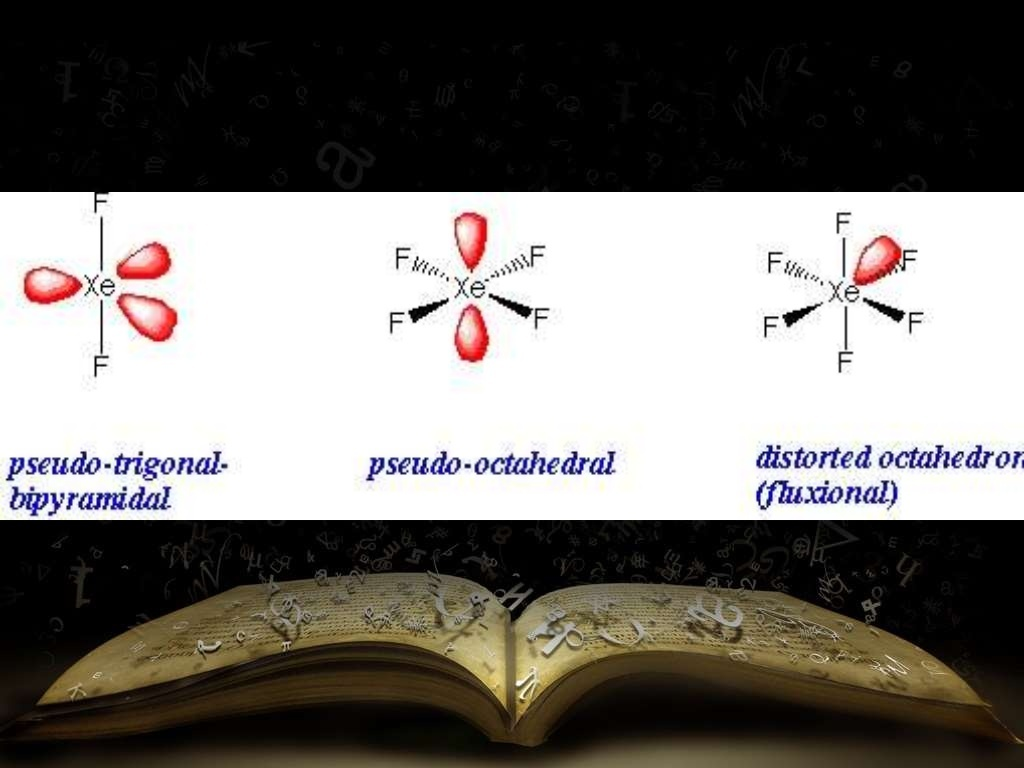 F
Xe
F
F F
Xe
F F
F
F F
Xe
F F
F
pseudo-trigonal-
bipyramidal
pseudo-octahedral
distorted octahedron
(fluxional)